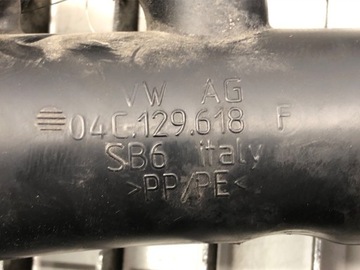 VW AG
04C.129.618 F
SB6 italy
>PP/PE<